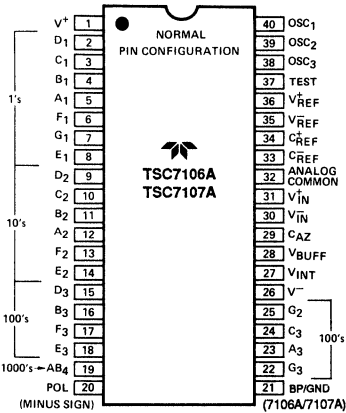 NORMAL
PIN CONFIGURATION
TSC7106A
TSC7107A
V+ 1
D1 2
C1 3
B1 4
A1 5
F1 6
G1 7
E1 8
D2 9
C2 10
B2 11
A2 12
F2 13
E2 14
D3 15
B3 16
F3 17
E3 18
AB4 19
POL 20
(MINUS SIGN)
1's
10's
100's
1000's
40 OSC1
39 OSC2
38 OSC3
37 TEST
36 V+REF
35 V−REF
34 C+REF
33 C−REF
32 ANALOG
COMMON
31 V+IN
30 V−IN
29 CAZ
28 VBUFF
27 VINT
26 V−
25 G2
24 C3
23 A3
22 G3
21 BP/GND
(7106A/7107A)
100's